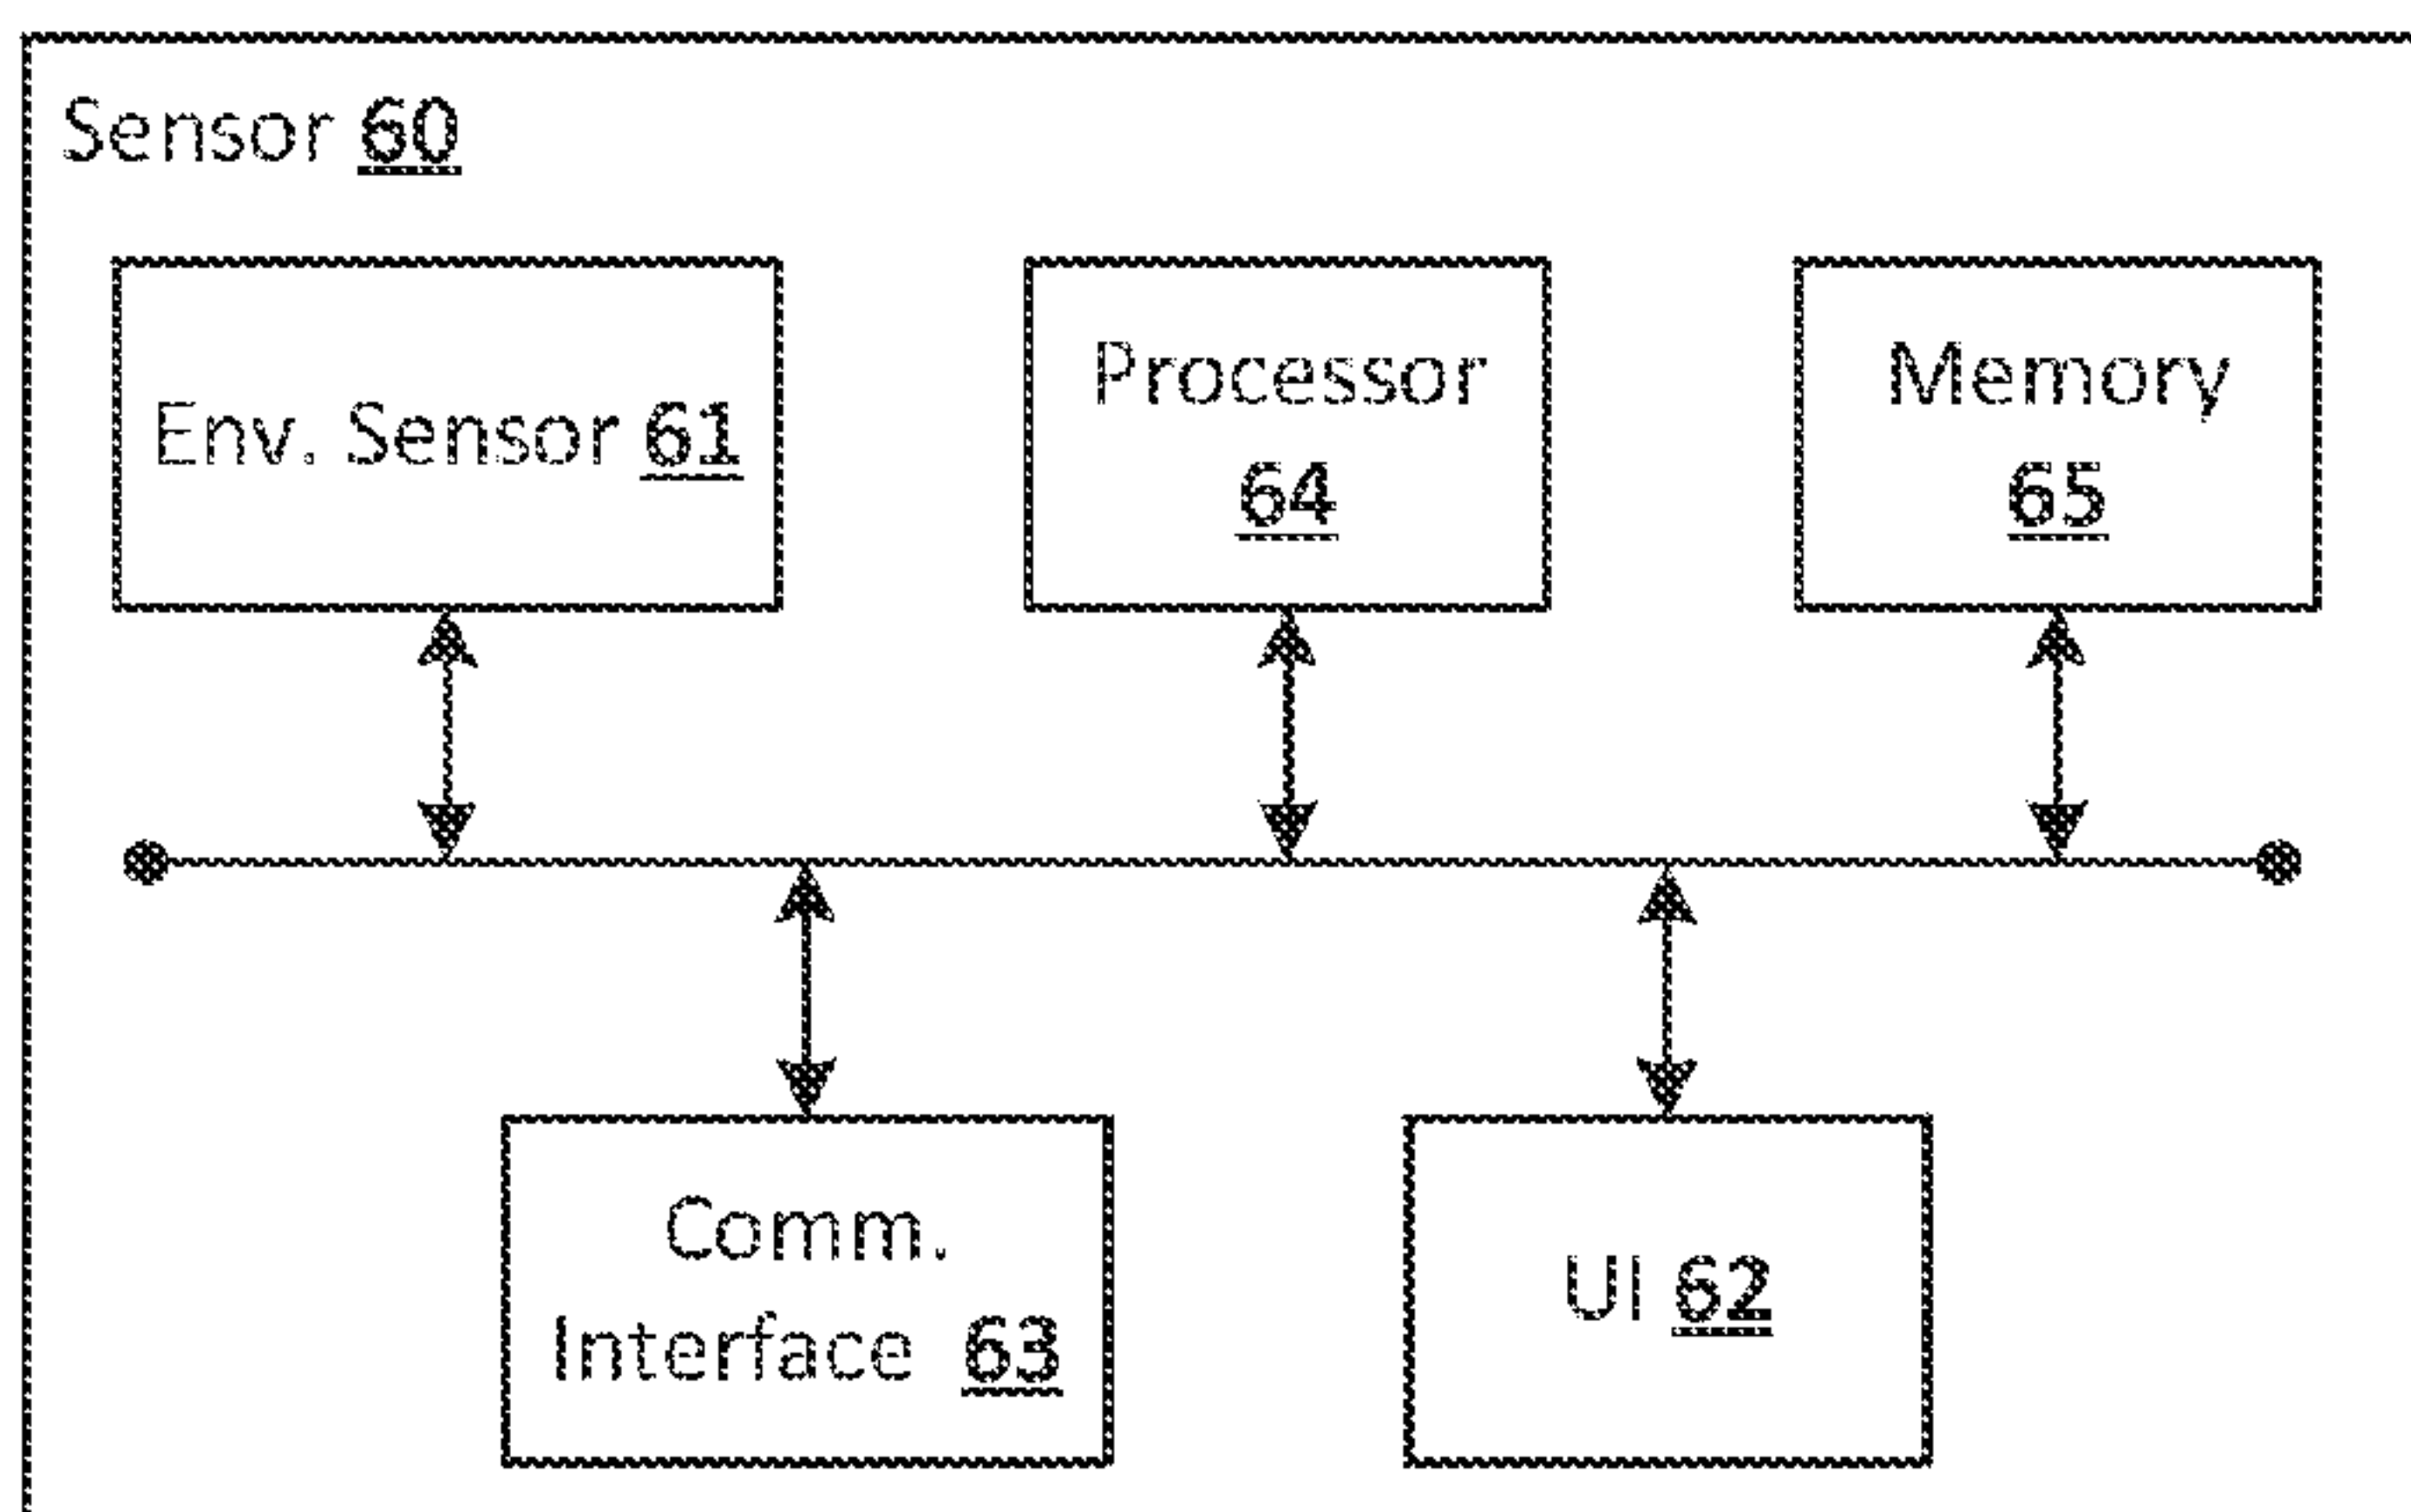 Sensor 60
Env. Sensor 61
Processor
64
Memory
65
Comm.
Interface 63
UI 62